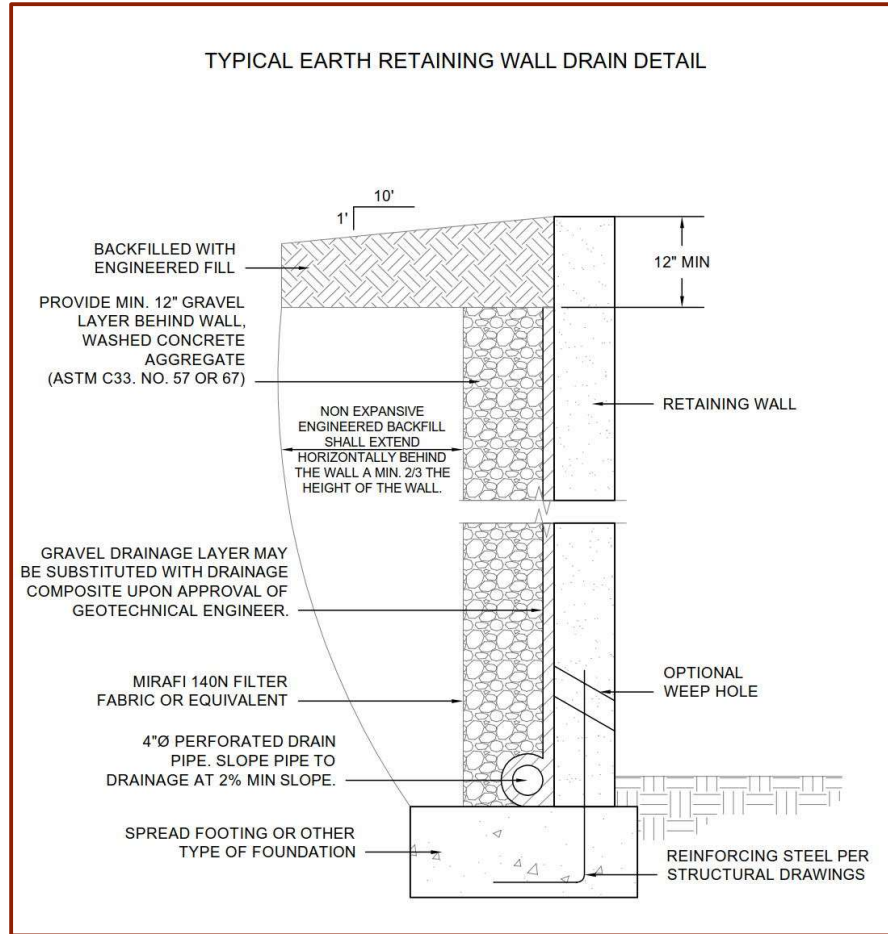 TYPICAL EARTH RETAINING WALL DRAIN DETAIL
10'
1'
BACKFILLED WITH
ENGINEERED FILL
12" MIN
PROVIDE MIN. 12" GRAVEL
LAYER BEHIND WALL,
WASHED CONCRETE
AGGREGATE
(ASTM C33. NO. 57 OR 67)
RETAINING WALL
NON EXPANSIVE
ENGINEERED BACKFILL
SHALL EXTEND
HORIZONTALLY BEHIND
THE WALL A MIN. 2/3 THE
HEIGHT OF THE WALL.
GRAVEL DRAINAGE LAYER MAY
BE SUBSTITUTED WITH DRAINAGE
COMPOSITE UPON APPROVAL OF
GEOTECHNICAL ENGINEER.
MIRAFI 140N FILTER
FABRIC OR EQUIVALENT
OPTIONAL
WEEP HOLE
4"Ø PERFORATED DRAIN
PIPE. SLOPE PIPE TO
DRAINAGE AT 2% MIN SLOPE.
SPREAD FOOTING OR OTHER
TYPE OF FOUNDATION
REINFORCING STEEL PER
STRUCTURAL DRAWINGS